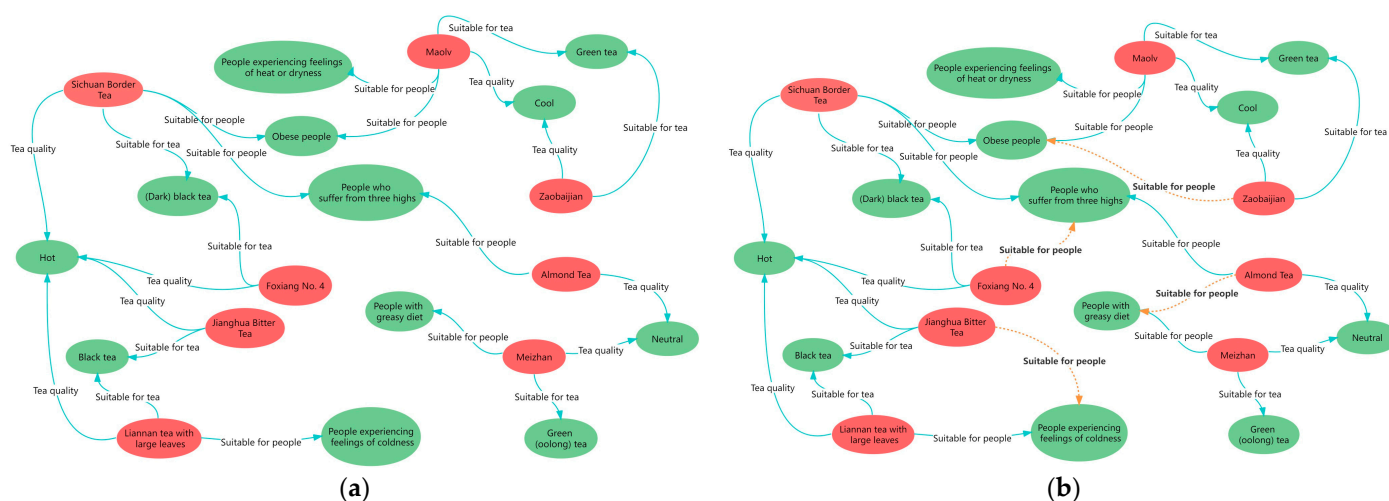 Suitable for tea
Maolv
Green tea
People experiencing feelings
of heat or dryness
Suitable for people
Tea quality
Sichuan Border
Tea
Cool
Suitable for people
Suitable for people
Obese people
Suitable for tea
Tea quality
Suitable for tea
Suitable for people
Tea quality
People who
suffer from three highs
(Dark) black tea
Zaobaijian
Suitable for people
Suitable for tea
Hot
Tea quality
Almond Tea
Foxiang No. 4
Tea quality
Tea quality
People with
greasy diet
Jianghua Bitter
Tea
Suitable for people
Neutral
Suitable for tea
Black tea
Meizhan
Tea quality
Tea quality
Suitable for tea
Suitable for tea
Liannan tea with
large leaves
Suitable for people
People experiencing
feelings of coldness
Green
(oolong) tea
(a)
Suitable for tea
Maolv
Green tea
People experiencing feelings
of heat or dryness
Suitable for people
Tea quality
Sichuan Border
Tea
Cool
Suitable for people
Suitable for people
Obese people
Suitable for tea
Tea quality
Suitable for tea
Suitable for people
Tea quality
People who
suffer from three highs
Suitable for people
(Dark) black tea
Zaobaijian
Suitable for people
Suitable for tea
Suitable for people
Hot
Tea quality
Almond Tea
Foxiang No. 4
Suitable for people
Tea quality
Tea quality
People with
greasy diet
Jianghua Bitter
Tea
Suitable for people
Neutral
Suitable for tea
Black tea
Suitable for people
Meizhan
Tea quality
Tea quality
Suitable for tea
Suitable for tea
Liannan tea with
large leaves
Suitable for people
People experiencing
feelings of coldness
Green
(oolong) tea
(b)